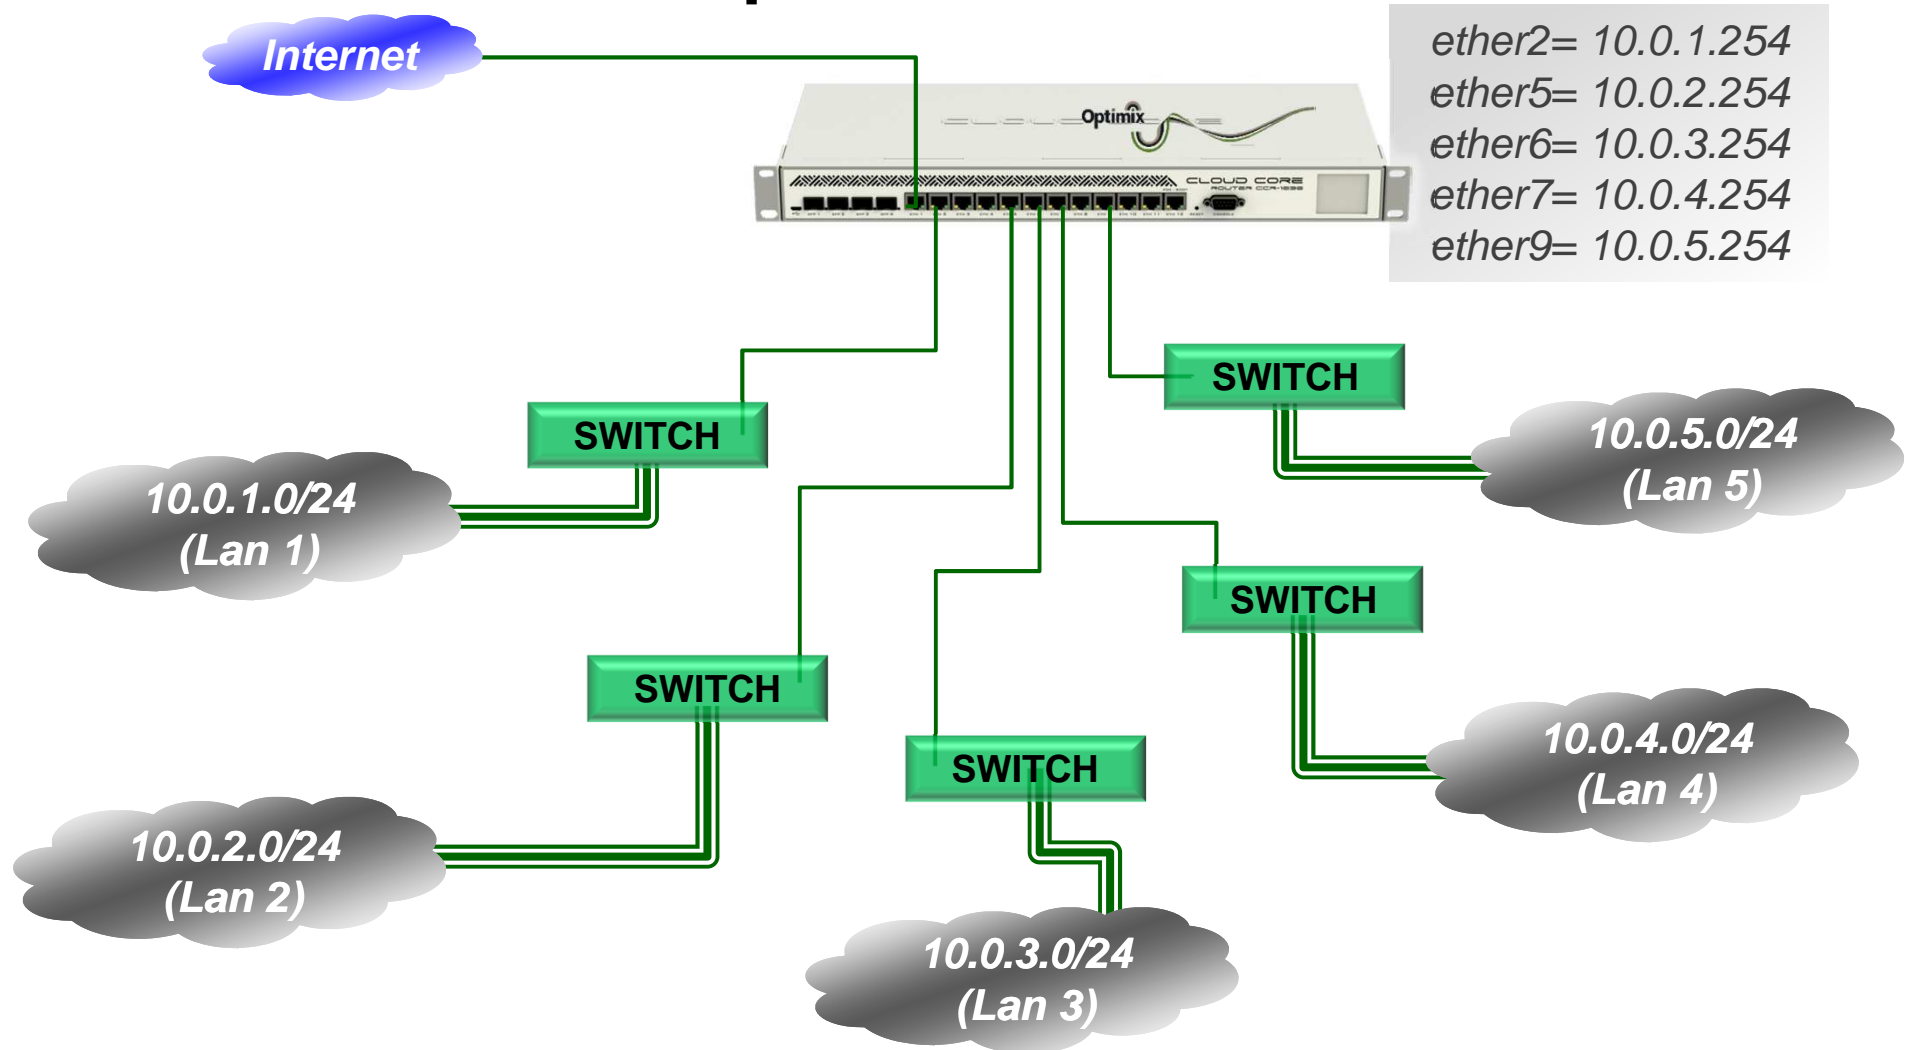 Internet
ether2= 10.0.1.254
ether5= 10.0.2.254
ether6= 10.0.3.254
ether7= 10.0.4.254
ether9= 10.0.5.254
Optimix
CLOUD CORE
ROUTER CCR-1036
SWITCH
10.0.5.0/24
(Lan 5)
SWITCH
10.0.1.0/24
(Lan 1)
SWITCH
10.0.4.0/24
(Lan 4)
SWITCH
10.0.2.0/24
(Lan 2)
SWITCH
10.0.3.0/24
(Lan 3)